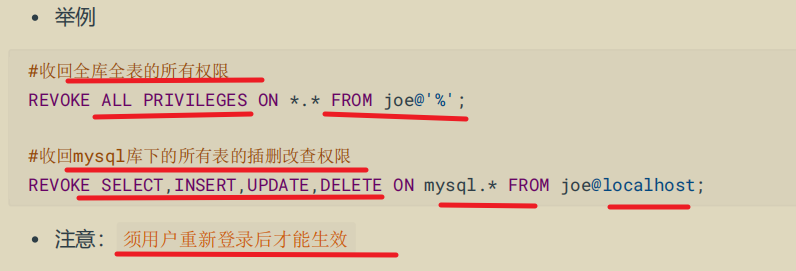 • 举例
#收回全库全表的所有权限
REVOKE ALL PRIVILEGES ON *.* FROM joe@'%';
#收回mysql库下的所有表的插删改查权限
REVOKE SELECT,INSERT,UPDATE,DELETE ON mysql.* FROM joe@localhost;
• 注意： 须用户重新登录后才能生效